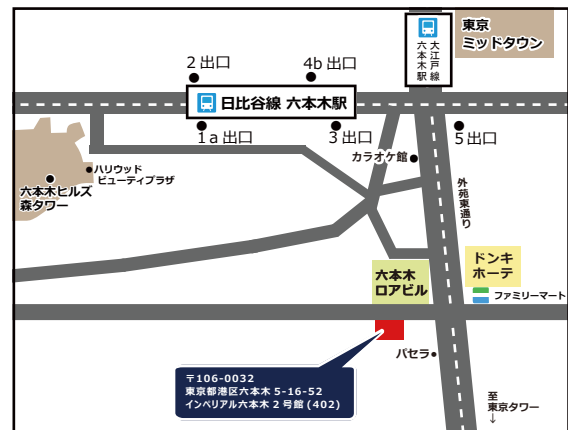 東京
ミッドタウン
大江戸線
六本木駅
2出口
4b出口
日比谷線 六本木駅
1a出口
3出口
5出口
カラオケ館
ハリウッド
ビューティプラザ
六本木ヒルズ
森タワー
外苑東通り
ドンキ
ホーテ
六本木
ロアビル
ファミリーマート
パセラ
〒106-0032
東京都港区六本木5-16-52
インペリアル六本木2号館(402)
至
東京タワー
↓